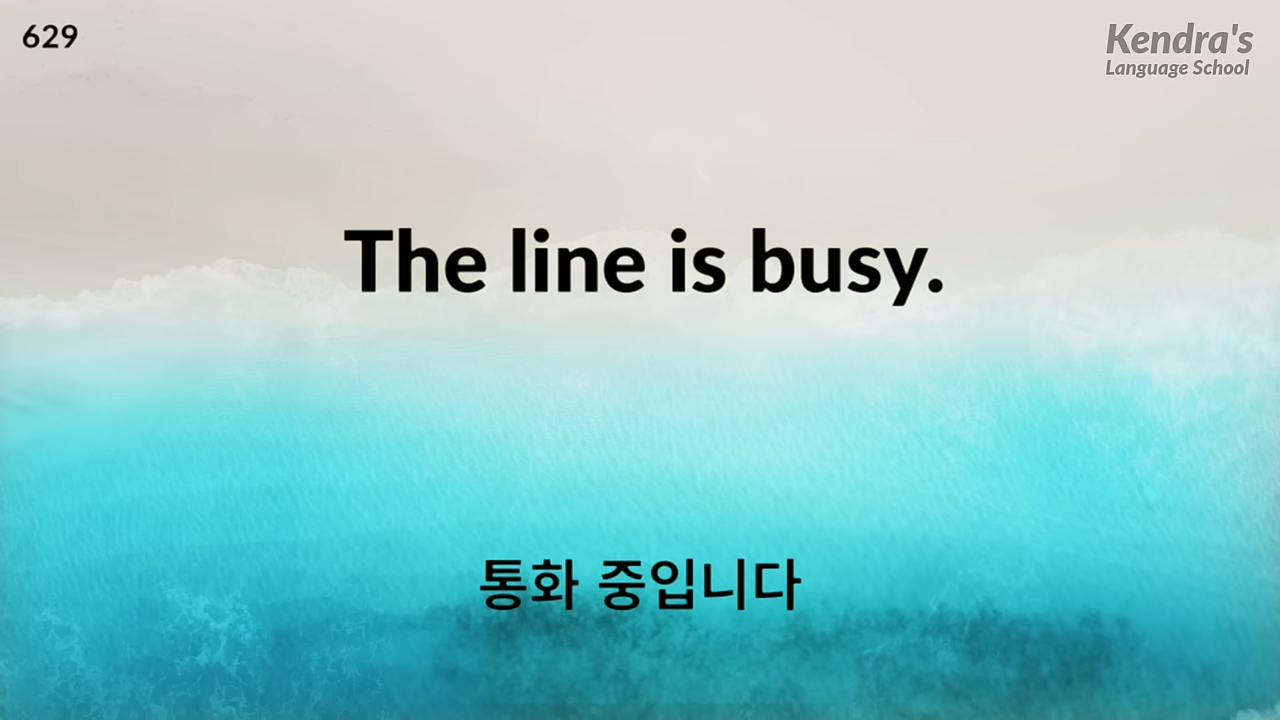 629
Kendra's
Language School
The line is busy.
통화 중입니다